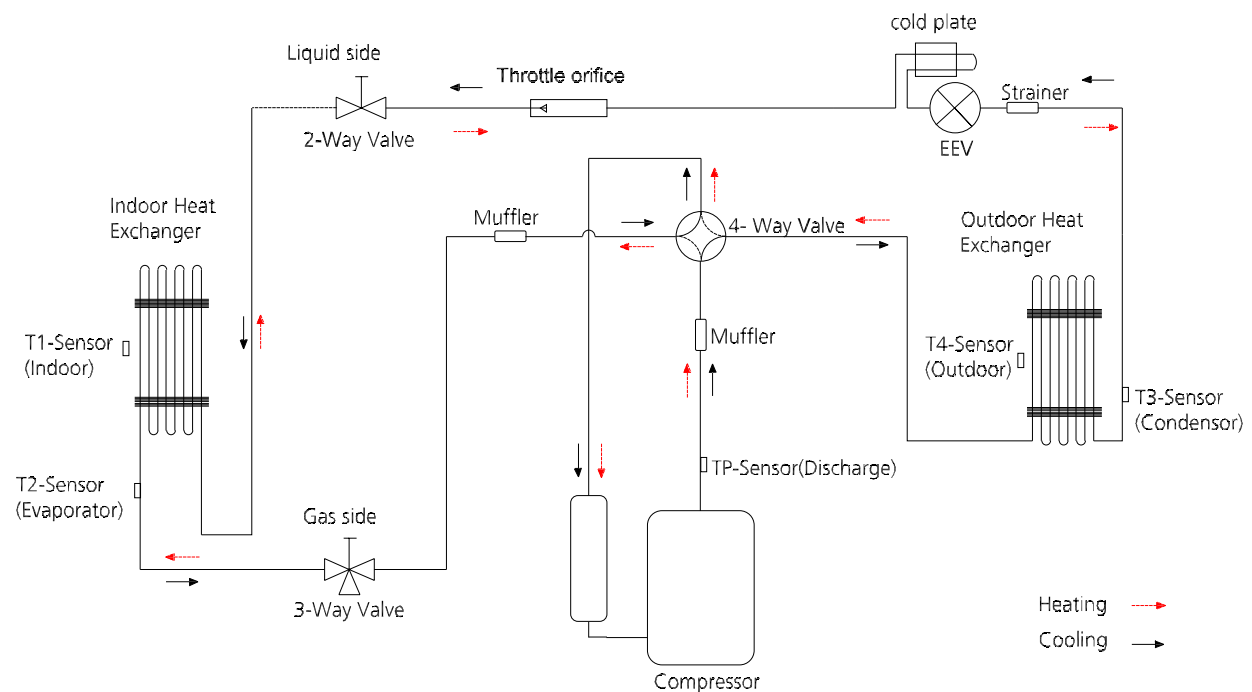 cold plate
Liquid side
Throttle orifice
Strainer
2-Way Valve
EEV
Indoor Heat
Exchanger
Muffler
4- Way Valve
Outdoor Heat
Exchanger
T1-Sensor
(Indoor)
Muffler
T4-Sensor
(Outdoor)
T3-Sensor
(Condensor)
TP-Sensor(Discharge)
T2-Sensor
(Evaporator)
Gas side
3-Way Valve
Heating
Cooling
Compressor